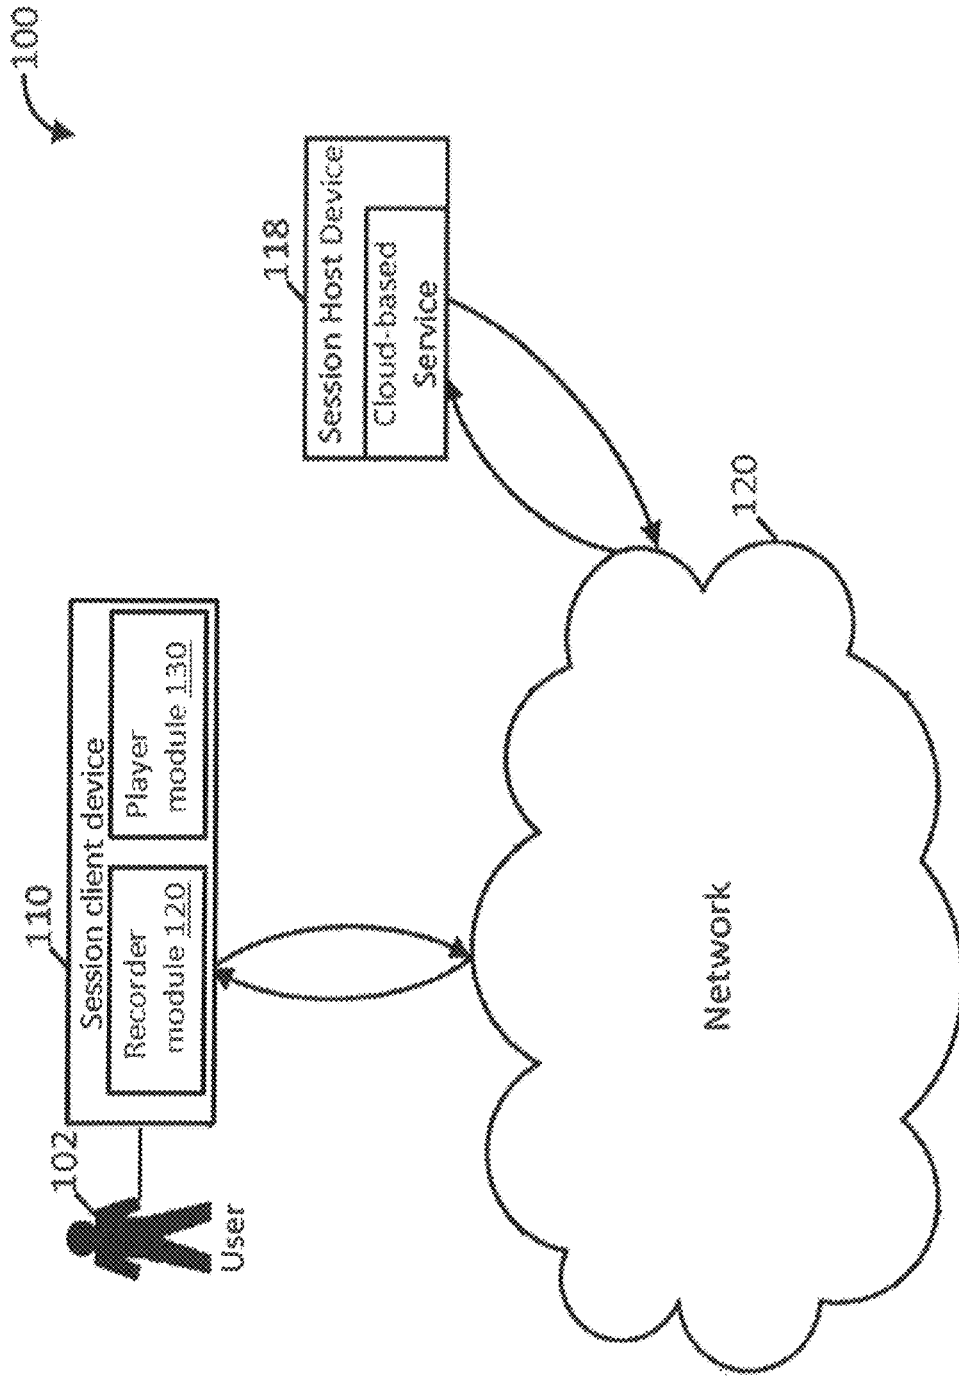 100
102
User
110
Session client device
Recorder
module 120
Player
module 130
118
Session Host Device
Cloud-based
Service
120
Network